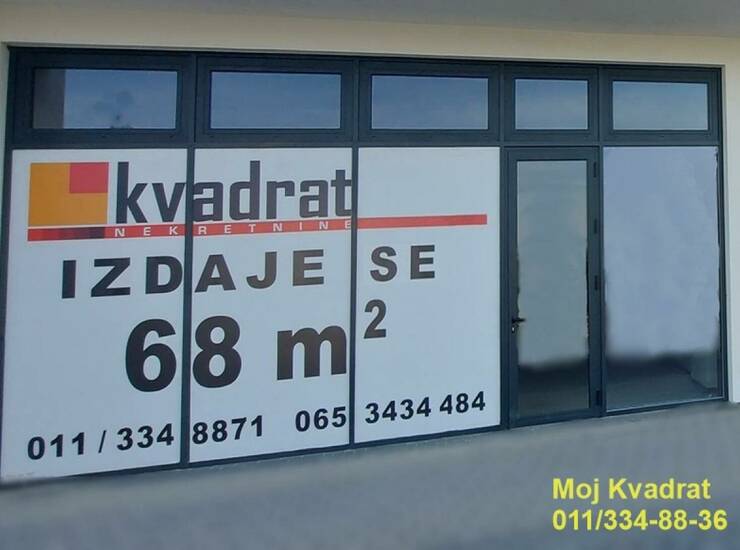 kvadrat
NEKRETNINE
IZDAJE SE
68 m²
011 / 334 8871 065 3434 484
Moj Kvadrat
011/334-88-36